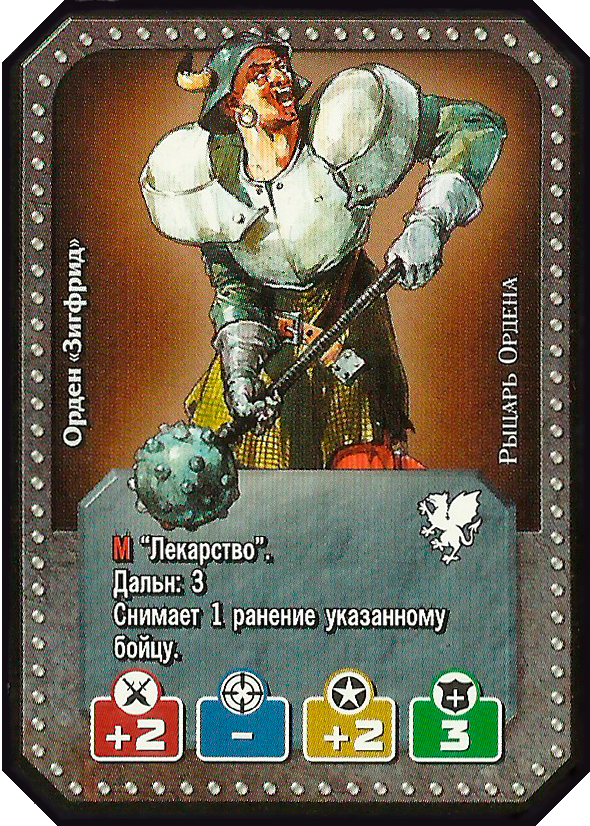 Орден «Зигфрид»
Рыцарь Ордена
М “Лекарство”.
Дальн: 3
Снимает 1 ранение указанному
бойцу.
+2
-
+2
3